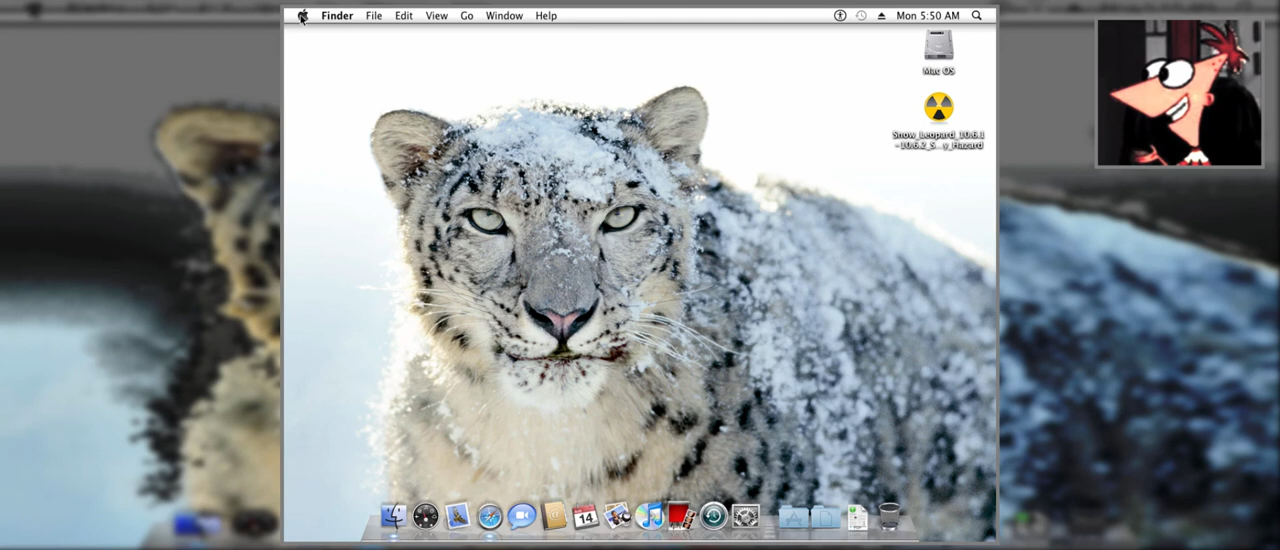 Finder File Edit View Go Window Help Mon 5:50 AM
Mac OS
Snow_Leopard_10.6.1
-10.6.2_S...y_Hazard
14